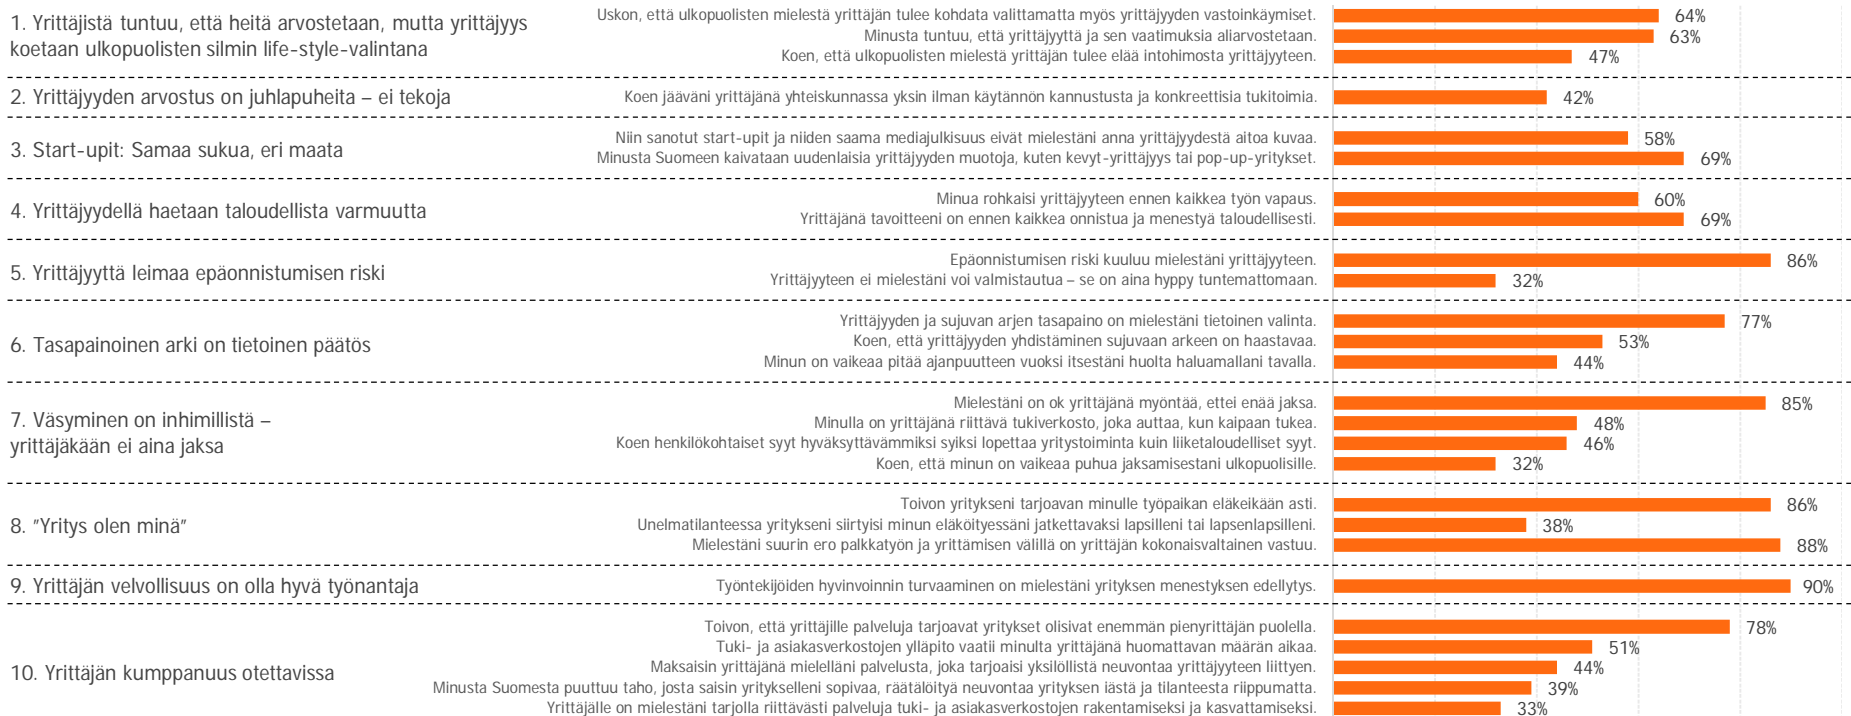 1. Yrittäjistä tuntuu, että heitä arvostetaan, mutta yrittäjyys
koetaan ulkopuolisten silmin life-style-valintana
Uskon, että ulkopuolisten mielestä yrittäjän tulee kohdata valittamatta myös yrittäjyyden vastoinkäymiset. 64%
Minusta tuntuu, että yrittäjyyttä ja sen vaatimuksia aliarvostetaan. 63%
Koen, että ulkopuolisten mielestä yrittäjän tulee elää intohimosta yrittäjyyteen. 47%
2. Yrittäjyyden arvostus on juhlapuheita – ei tekoja
Koen jääväni yrittäjänä yhteiskunnassa yksin ilman käytännön kannustusta ja konkreettisia tukitoimia. 42%
3. Start-upit: Samaa sukua, eri maata
Niin sanotut start-upit ja niiden saama mediajulkisuus eivät mielestäni anna yrittäjyydestä aitoa kuvaa. 58%
Minusta Suomeen kaivataan uudenlaisia yrittäjyyden muotoja, kuten kevyt-yrittäjyys tai pop-up-yritykset. 69%
4. Yrittäjyydellä haetaan taloudellista varmuutta
Minua rohkaisi yrittäjyyteen ennen kaikkea työn vapaus. 60%
Yrittäjänä tavoitteeni on ennen kaikkea onnistua ja menestyä taloudellisesti. 69%
5. Yrittäjyyttä leimaa epäonnistumisen riski
Epäonnistumisen riski kuuluu mielestäni yrittäjyyteen. 86%
Yrittäjyyteen ei mielestäni voi valmistautua – se on aina hyppy tuntemattomaan. 32%
6. Tasapainoinen arki on tietoinen päätös
Yrittäjyyden ja sujuvan arjen tasapaino on mielestäni tietoinen valinta. 77%
Koen, että yrittäjyyden yhdistäminen sujuvaan arkeen on haastavaa. 53%
Minun on vaikeaa pitää ajanpuutteen vuoksi itsestäni huolta haluamallani tavalla. 44%
7. Väsyminen on inhimillistä –
yrittäjäkään ei aina jaksa
Mielestäni on ok yrittäjänä myöntää, ettei enää jaksa. 85%
Minulla on yrittäjänä riittävä tukiverkosto, joka auttaa, kun kaipaan tukea. 48%
Koen henkilökohtaiset syyt hyväksyttävämmiksi syiksi lopettaa yritystoiminta kuin liiketaloudelliset syyt. 46%
Koen, että minun on vaikeaa puhua jaksamisestani ulkopuolisille. 32%
8. "Yritys olen minä"
Toivon yritykseni tarjoavan minulle työpaikan eläkeikään asti. 86%
Unelmatilanteessa yritykseni siirtyisi minun eläköityessäni jatkettavaksi lapsilleni tai lapsenlapsilleni. 38%
Mielestäni suurin ero palkkatyön ja yrittämisen välillä on yrittäjän kokonaisvaltainen vastuu. 88%
9. Yrittäjän velvollisuus on olla hyvä työnantaja
Työntekijöiden hyvinvoinnin turvaaminen on mielestäni yrityksen menestyksen edellytys. 90%
10. Yrittäjän kumppanuus otettavissa
Toivon, että yrittäjille palveluja tarjoavat yritykset olisivat enemmän pienyrittäjän puolella. 78%
Tuki- ja asiakasverkostojen ylläpito vaatii minulta yrittäjänä huomattavan määrän aikaa. 51%
Maksaisin yrittäjänä mielelläni palvelusta, joka tarjoaisi yksilöllistä neuvontaa yrittäjyyteen liittyen. 44%
Minusta Suomesta puuttuu taho, josta saisin yritykselleni sopivaa, räätälöityä neuvontaa yrityksen iästä ja tilanteesta riippumatta. 39%
Yrittäjälle on mielestäni tarjolla riittävästi palveluja tuki- ja asiakasverkostojen rakentamiseksi ja kasvattamiseksi. 33%